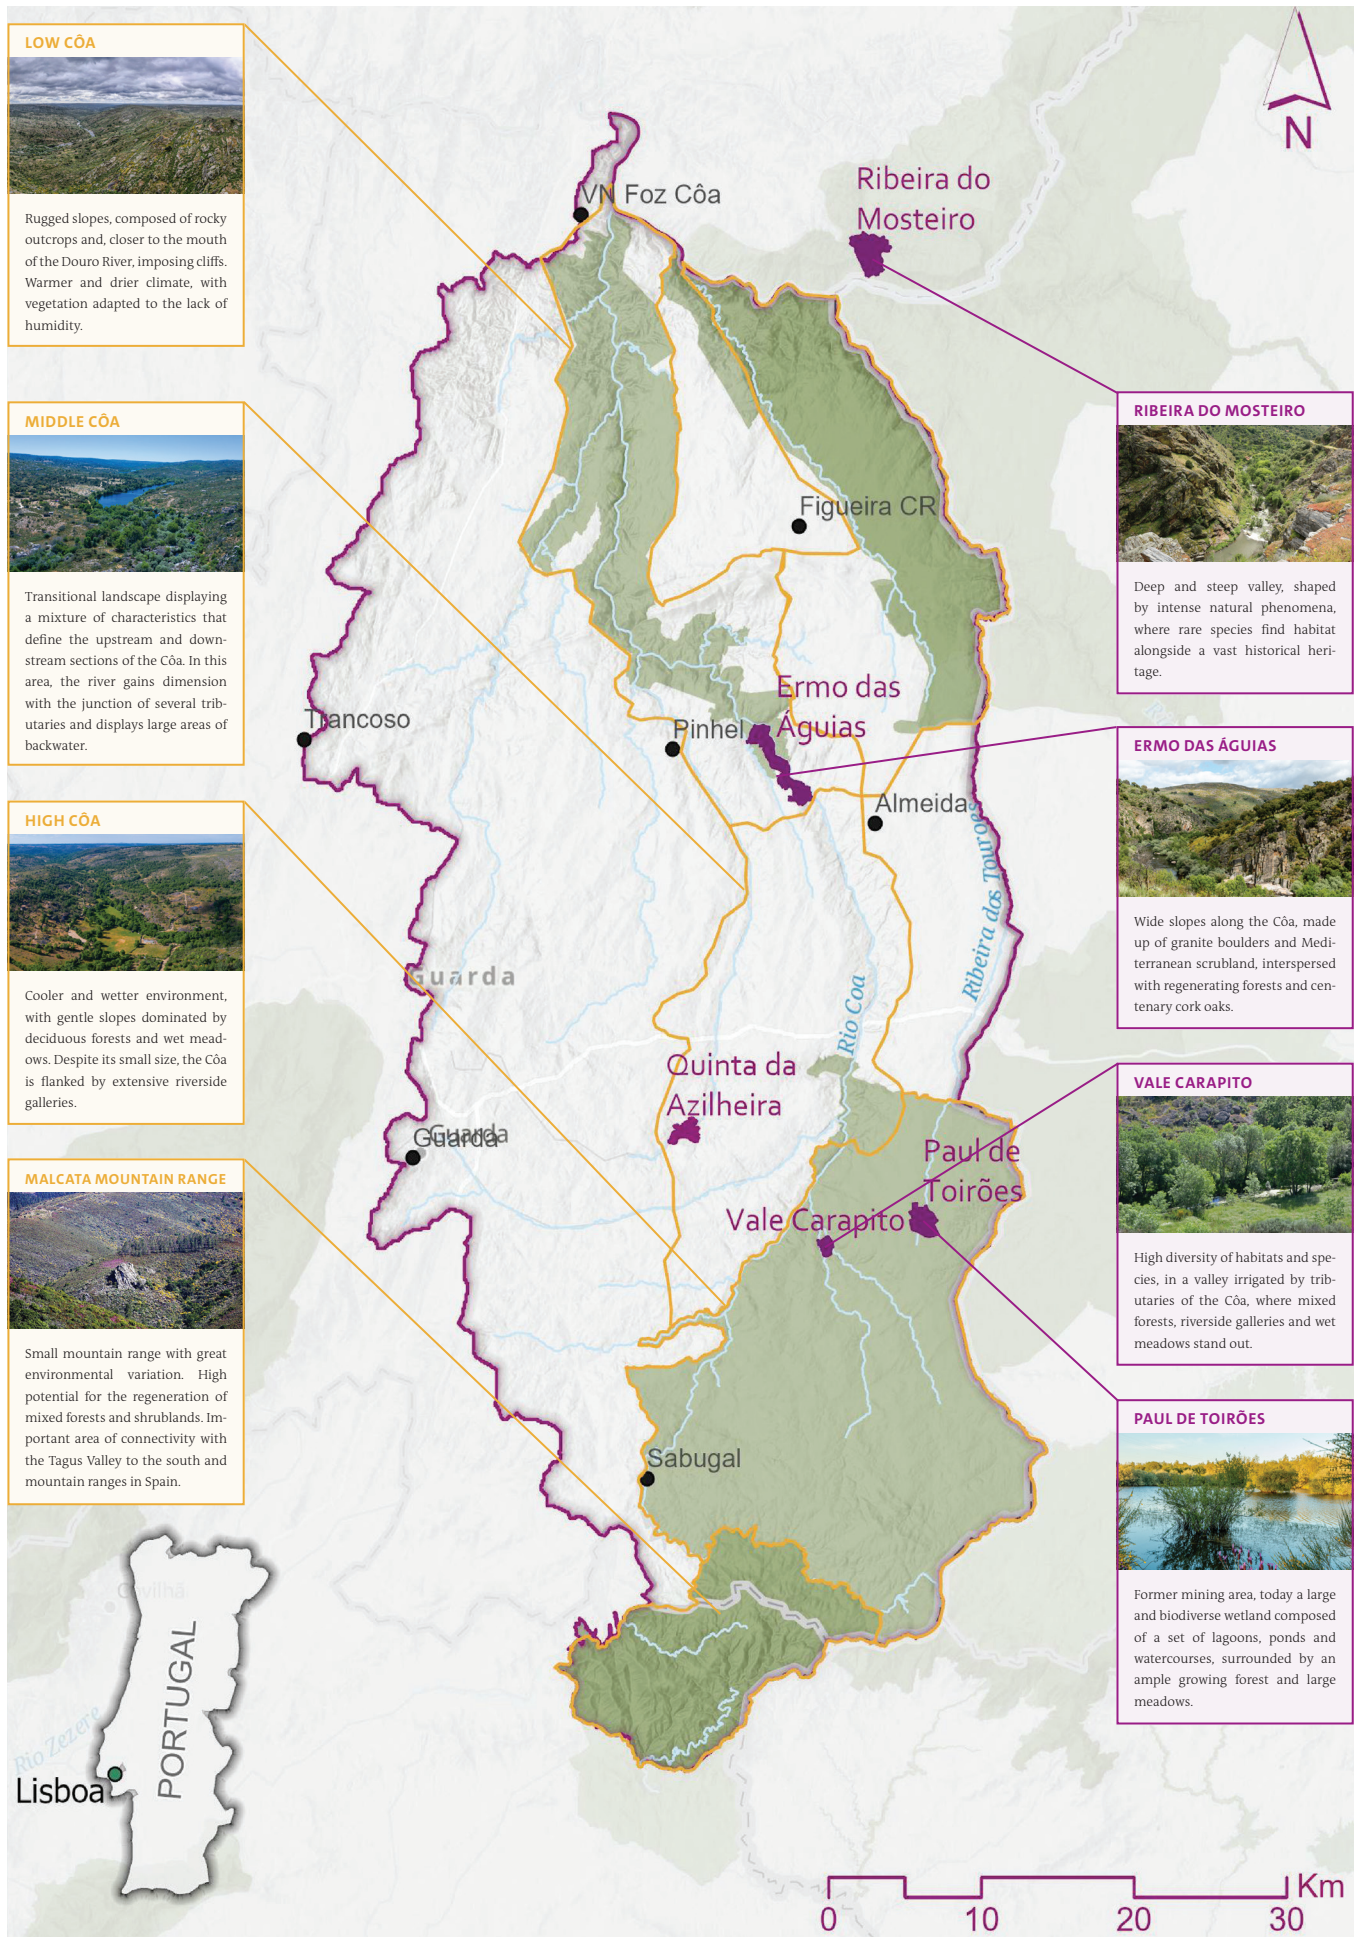 LOW CÔA
Rugged slopes, composed of rocky
outcrops and, closer to the mouth
of the Douro River, imposing cliffs.
Warmer and drier climate, with
vegetation adapted to the lack of
humidity.
MIDDLE CÔA
Transitional landscape displaying
a mixture of characteristics that
define the upstream and down-
stream sections of the Côa. In this
area, the river gains dimension
with the junction of several trib-
utaries and displays large areas of
backwater.
HIGH CÔA
Cooler and wetter environment,
with gentle slopes dominated by
deciduous forests and wet mead-
ows. Despite its small size, the Côa
is flanked by extensive riverside
galleries.
MALCATA MOUNTAIN RANGE
Small mountain range with great
environmental variation. High
potential for the regeneration of
mixed forests and shrublands. Im-
portant area of connectivity with
the Tagus Valley to the south and
mountain ranges in Spain.
N
VN Foz Côa
Ribeira do
Mosteiro
Figueira CR
Ermo das
Águias
Trancoso
Pinhel
Almeida
Ribeira dos Tourões
Guarda
Rio Coa
Quinta da
Azilheira
Guarda
Guarda
Paul de
Toirões
Vale Carapito
Sabugal
RIBEIRA DO MOSTEIRO
Deep and steep valley, shaped
by intense natural phenomena,
where rare species find habitat
alongside a vast historical heri-
tage.
ERMO DAS ÁGUIAS
Wide slopes along the Côa, made
up of granite boulders and Medi-
terranean scrubland, interspersed
with regenerating forests and cen-
tenary cork oaks.
VALE CARAPITO
High diversity of habitats and spe-
cies, in a valley irrigated by trib-
utaries of the Côa, where mixed
forests, riverside galleries and wet
meadows stand out.
PAUL DE TOIRÕES
Former mining area, today a large
and biodiverse wetland composed
of a set of lagoons, ponds and
watercourses, surrounded by an
ample growing forest and large
meadows.
PORTUGAL
Rio Zezere
Lisboa
Km
0 10 20 30